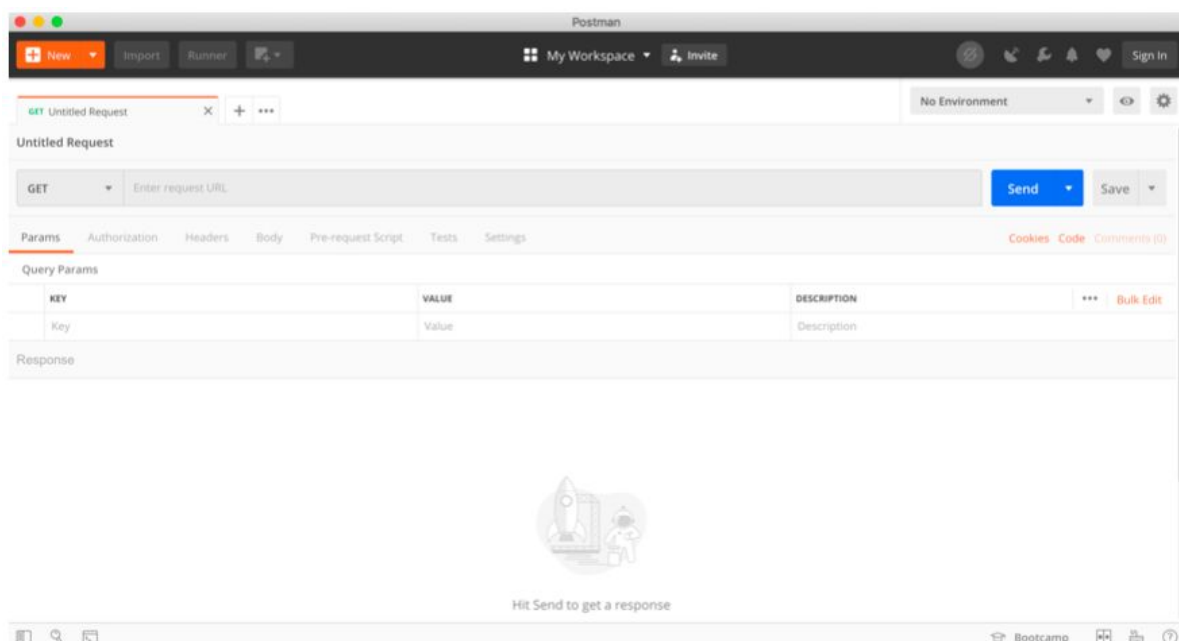 Postman
New Import Runner My Workspace Invite Sign In
GET Untitled Request No Environment
Untitled Request
GET Enter request URL Send Save
Params Authorization Headers Body Pre-request Script Tests Settings Cookies Code Comments (0)
Query Params
KEY VALUE DESCRIPTION Bulk Edit
Key Value Description
Response
Hit Send to get a response
Bootcamp